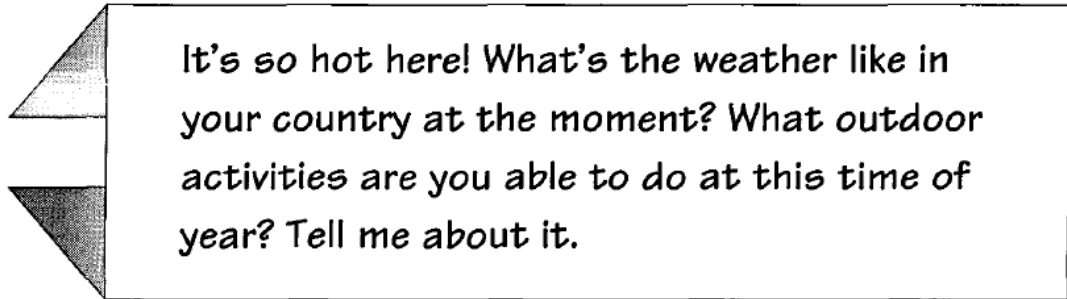 It's so hot here! What's the weather like in
your country at the moment? What outdoor
activities are you able to do at this time of
year? Tell me about it.